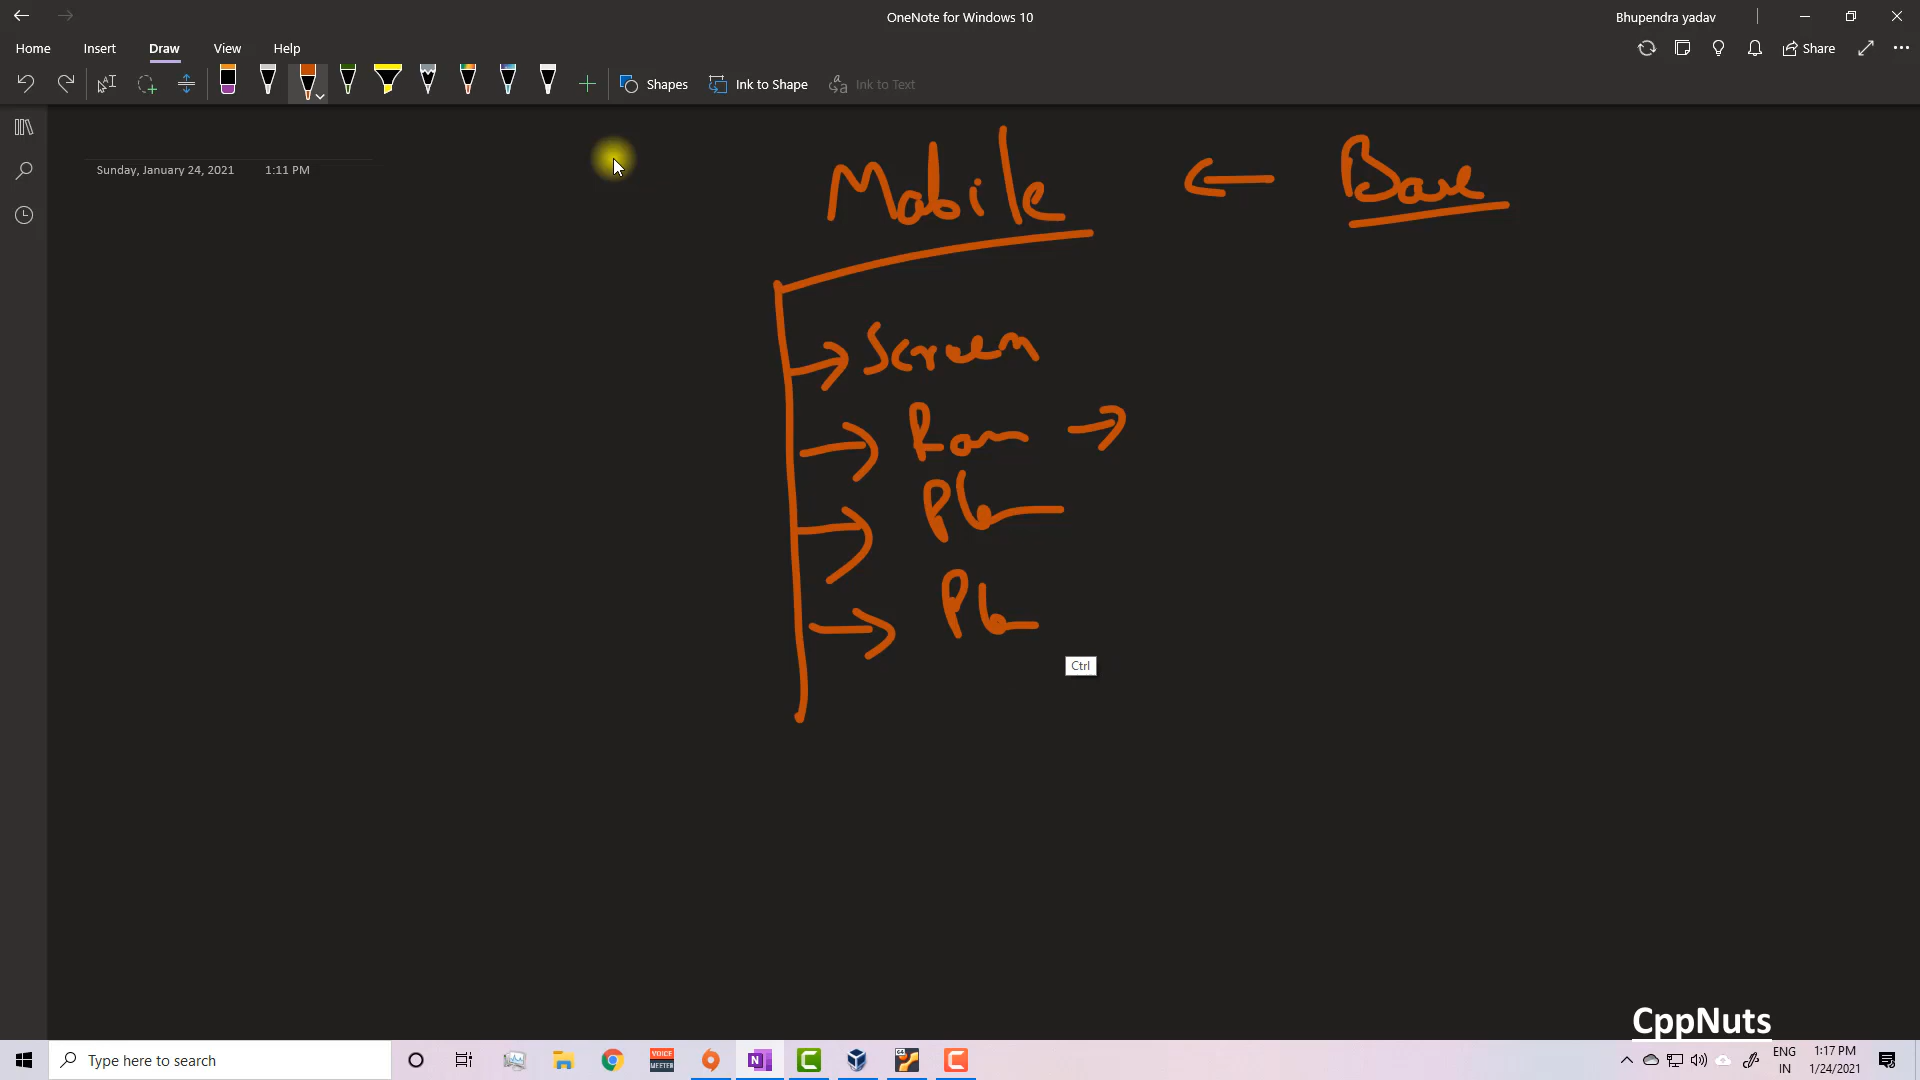 OneNote for Windows 10
Bhupendra yadav
Home Insert Draw View Help
Share
Shapes Ink to Shape Ink to Text
Sunday, January 24, 2021 1:11 PM
Mobile ← Base
→ Screen
→ Ram →
Ctrl
CppNuts
Type here to search
VOICE MEETER
ENG
IN
1:17 PM
1/24/2021